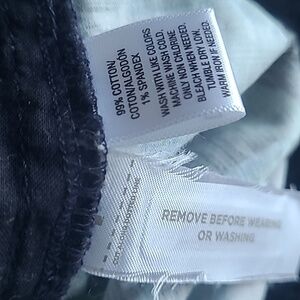 99% COTTON/
COTON/ALGODON
1% SPANDEX
WASH WITH LIKE COLORS
MACHINE WASH COLD.
ONLY NON CHLORINE
BLEACH WHEN NEEDED.
TUMBLE DRY LOW.
WARM IRON IF NEEDED.
REMOVE BEFORE WEARING
OR WASHING